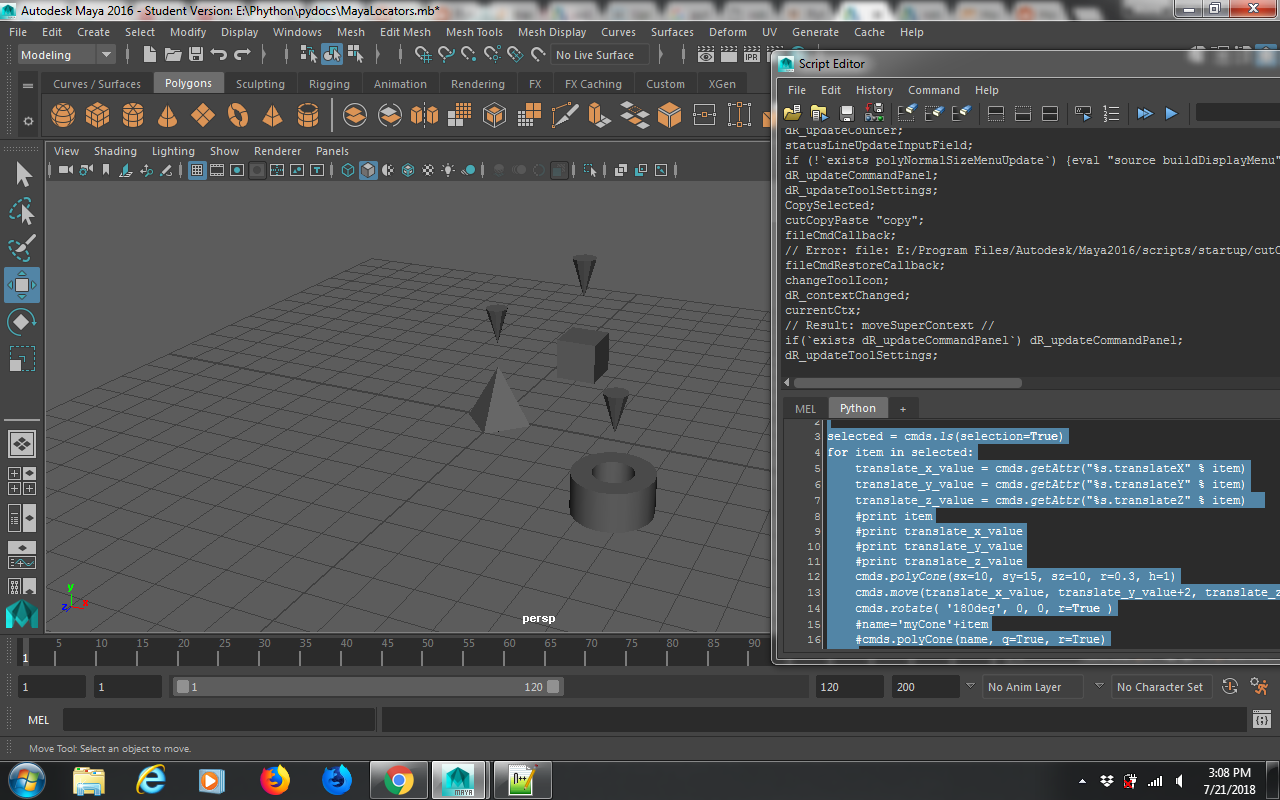 Autodesk Maya 2016 - Student Version: E:\Phython\pydocs\MayaLocators.mb*
File Edit Create Select Modify Display Windows Mesh Edit Mesh Mesh Tools Mesh Display Curves Surfaces Deform UV Generate Cache Help
Modeling No Live Surface IPR
Script Editor
Curves / Surfaces Polygons Sculpting Rigging Animation Rendering FX FX Caching Custom XGen
File Edit History Command Help
View Shading Lighting Show Renderer Panels
dR_updateCounter;
statusLineUpdateInputField;
if (!`exists polyNormalSizeMenuUpdate`) {eval "source buildDisplayMenu"
dR_updateCommandPanel;
dR_updateToolSettings;
CopySelected;
cutCopyPaste "copy";
fileCmdCallback;
// Error: file: E:/Program Files/Autodesk/Maya2016/scripts/startup/cutC
fileCmdRestoreCallback;
changeToolIcon;
dR_contextChanged;
currentCtx;
// Result: moveSuperContext //
if(`exists dR_updateCommandPanel`) dR_updateCommandPanel;
dR_updateToolSettings;
MEL Python +
2
3 selected = cmds.ls(selection=True)
4 for item in selected:
5 translate_x_value = cmds.getAttr("%s.translateX" % item)
6 translate_y_value = cmds.getAttr("%s.translateY" % item)
7 translate_z_value = cmds.getAttr("%s.translateZ" % item)
8 #print item
9 #print translate_x_value
10 #print translate_y_value
11 #print translate_z_value
12 cmds.polyCone(sx=10, sy=15, sz=10, r=0.3, h=1)
13 cmds.move(translate_x_value, translate_y_value+2, translate_z
14 cmds.rotate( '180deg', 0, 0, r=True )
15 #name='myCone'+item
16 #cmds.polyCone(name, q=True, r=True)
y
z x
persp
5 10 15 20 25 30 35 40 45 50 55 60 65 70 75 80 85 90
1
1 1 1 120 120 200 No Anim Layer No Character Set
MEL
Move Tool: Select an object to move.
MAYA
3:08 PM
7/21/2018